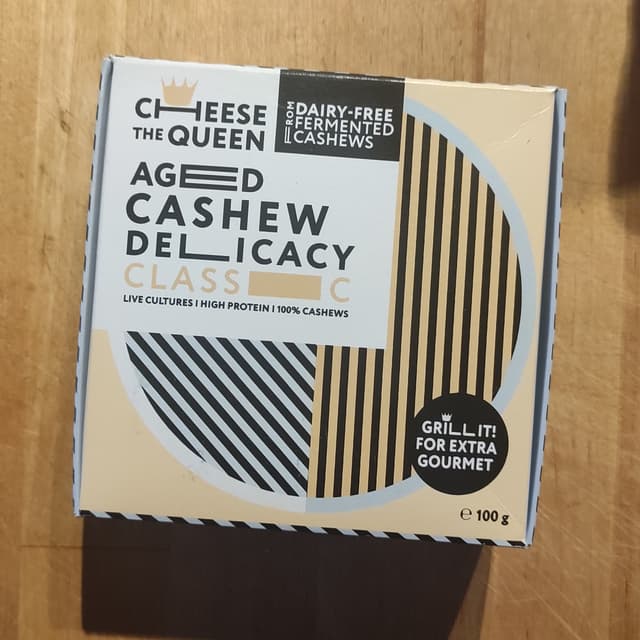 CHEESE
THE QUEEN
FROM DAIRY-FREE
FERMENTED
CASHEWS
AGED
CASHEW
DELICACY
CLASSIC
LIVE CULTURES I HIGH PROTEIN I 100% CASHEWS
GRILL IT!
FOR EXTRA
GOURMET
℮ 100 g